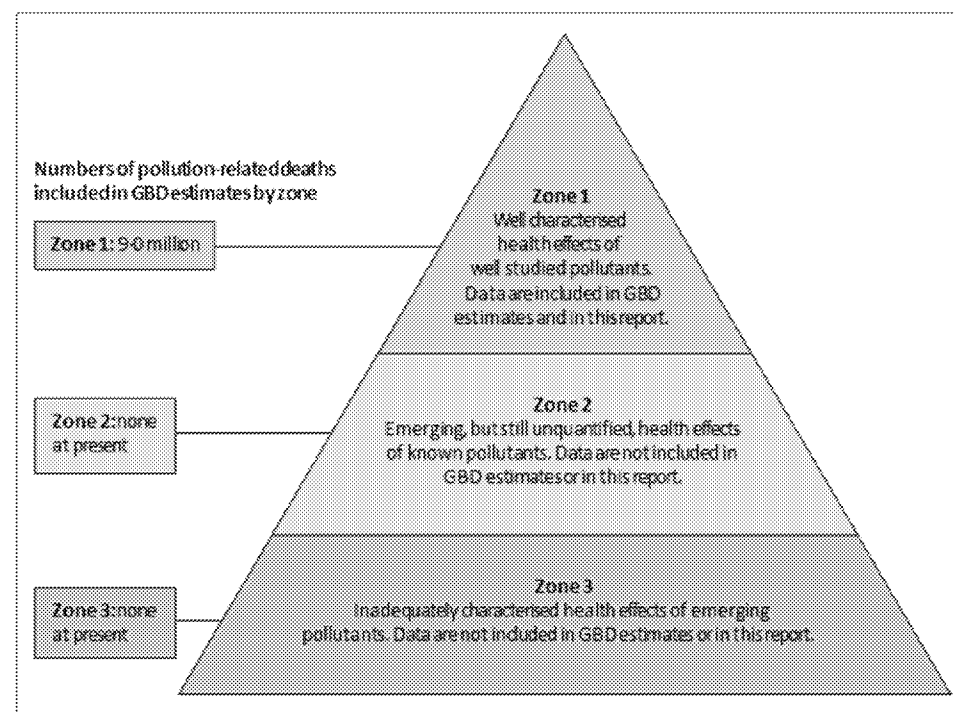 Numbers of pollution-related deaths
included in GBD estimates by zone
Zone 1: 9·0 million
Zone 2: none
at present
Zone 3: none
at present
Zone 1
Well characterised
health effects of
well studied pollutants.
Data are included in GBD
estimates and in this report.
Zone 2
Emerging, but still unquantified, health effects
of known pollutants. Data are not included in
GBD estimates or in this report.
Zone 3
Inadequately characterised health effects of emerging
pollutants. Data are not included in GBD estimates or in this report.